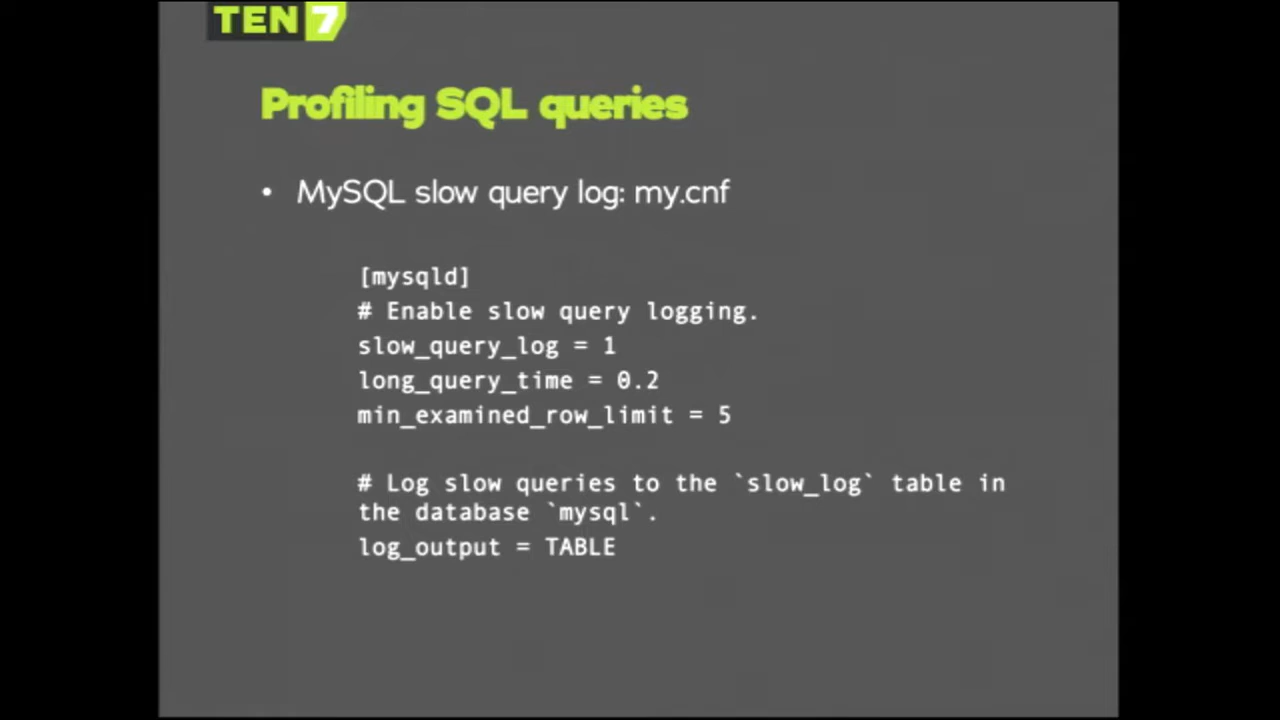 TEN7
Profiling SQL queries
• MySQL slow query log: my.cnf
[mysqld]
# Enable slow query logging.
slow_query_log = 1
long_query_time = 0.2
min_examined_row_limit = 5
# Log slow queries to the `slow_log` table in
the database `mysql`.
log_output = TABLE